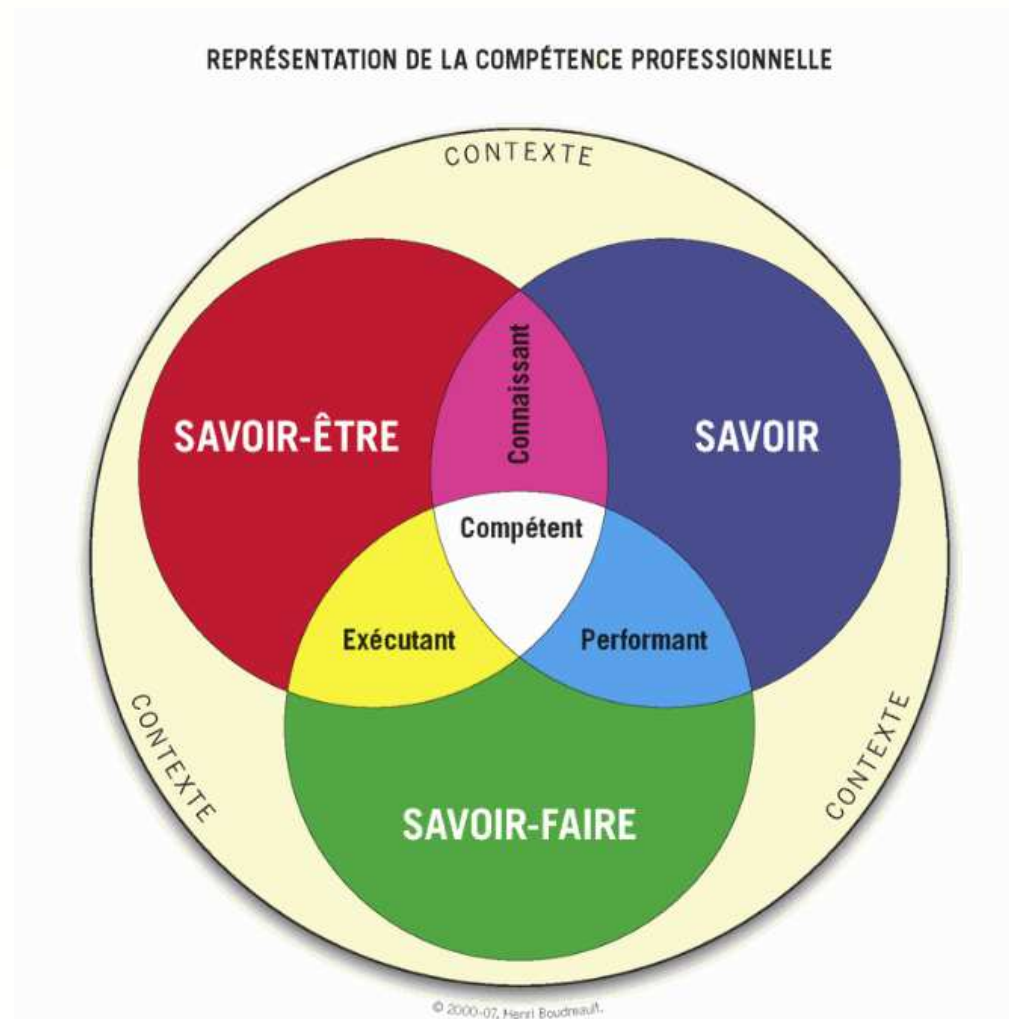 REPRÉSENTATION DE LA COMPÉTENCE PROFESSIONNELLE
CONTEXTE
Connaissant
SAVOIR-ÊTRE
SAVOIR
Compétent
Exécutant
Performant
CONTEXTE
CONTEXTE
SAVOIR-FAIRE
© 2000-07, Henri Boudreault.